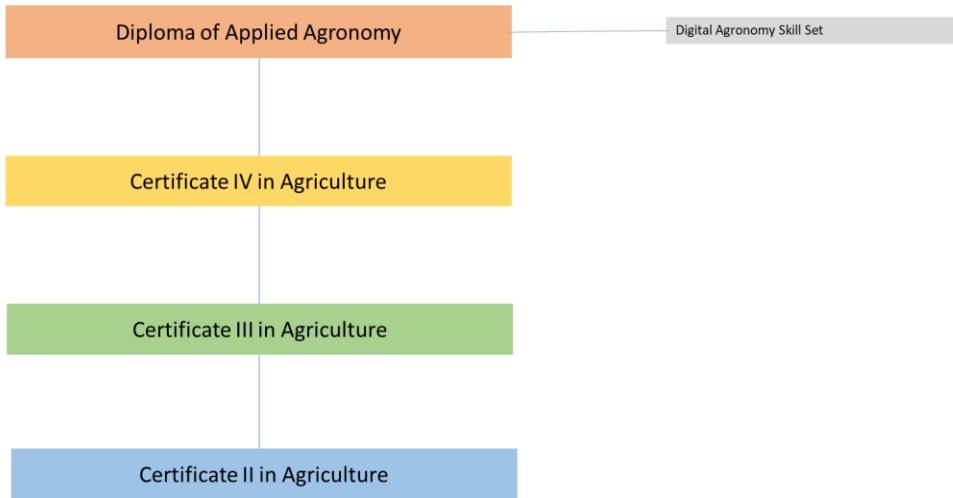 Diploma of Applied Agronomy
Digital Agronomy Skill Set
Certificate IV in Agriculture
Certificate III in Agriculture
Certificate II in Agriculture